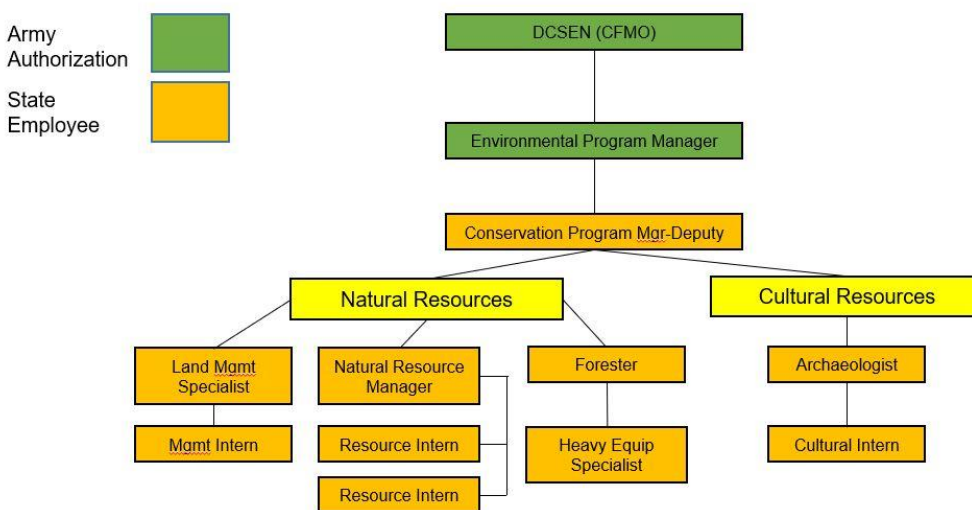 Army
Authorization
State
Employee
DCSEN (CFMO)
Environmental Program Manager
Conservation Program Mgr-Deputy
Natural Resources
Cultural Resources
Land Mgmt
Specialist
Natural Resource
Manager
Forester
Archaeologist
Mgmt Intern
Resource Intern
Heavy Equip
Specialist
Cultural Intern
Resource Intern